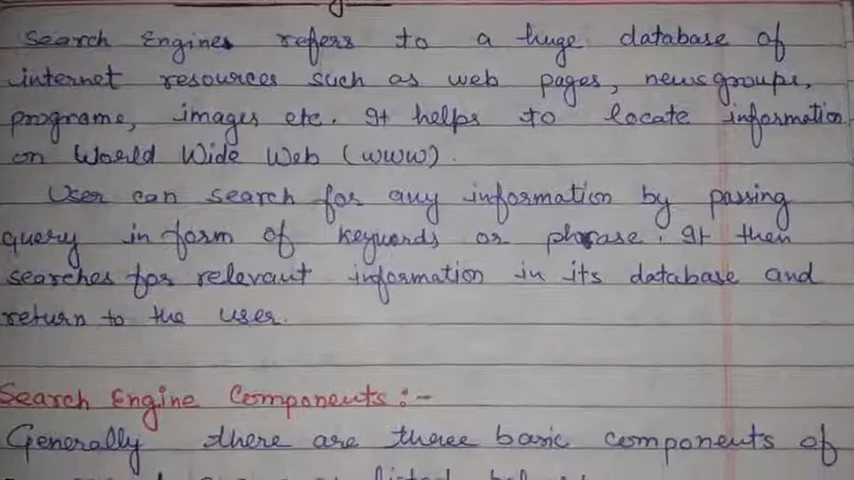 Search Engines refers to a huge database of
internet resources such as web pages, newsgroups,
programs, images etc. It helps to locate information
on World Wide Web (WWW).
User can search for any information by passing
query in form of keywords or phrase. It then
searches for relevant information in its database and
return to the user.
Search Engine Components :-
Generally there are three basic components of
listed below